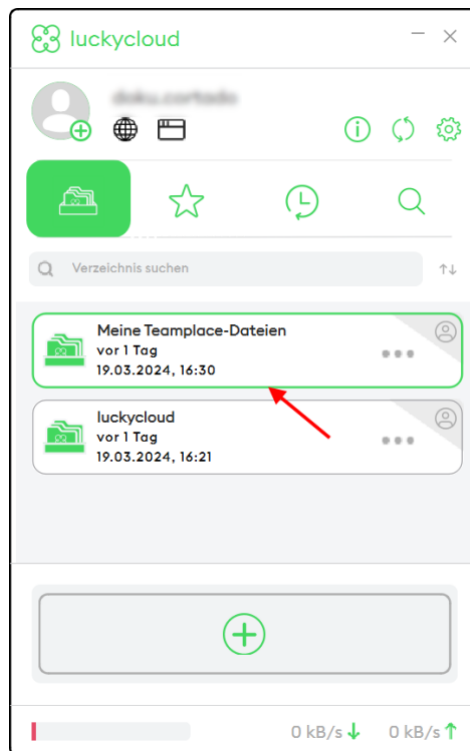 luckycloud
Verzeichnis suchen
Meine Teamplace-Dateien
vor 1 Tag
19.03.2024, 16:30
luckycloud
vor 1 Tag
19.03.2024, 16:21
0 kB/s 0 kB/s